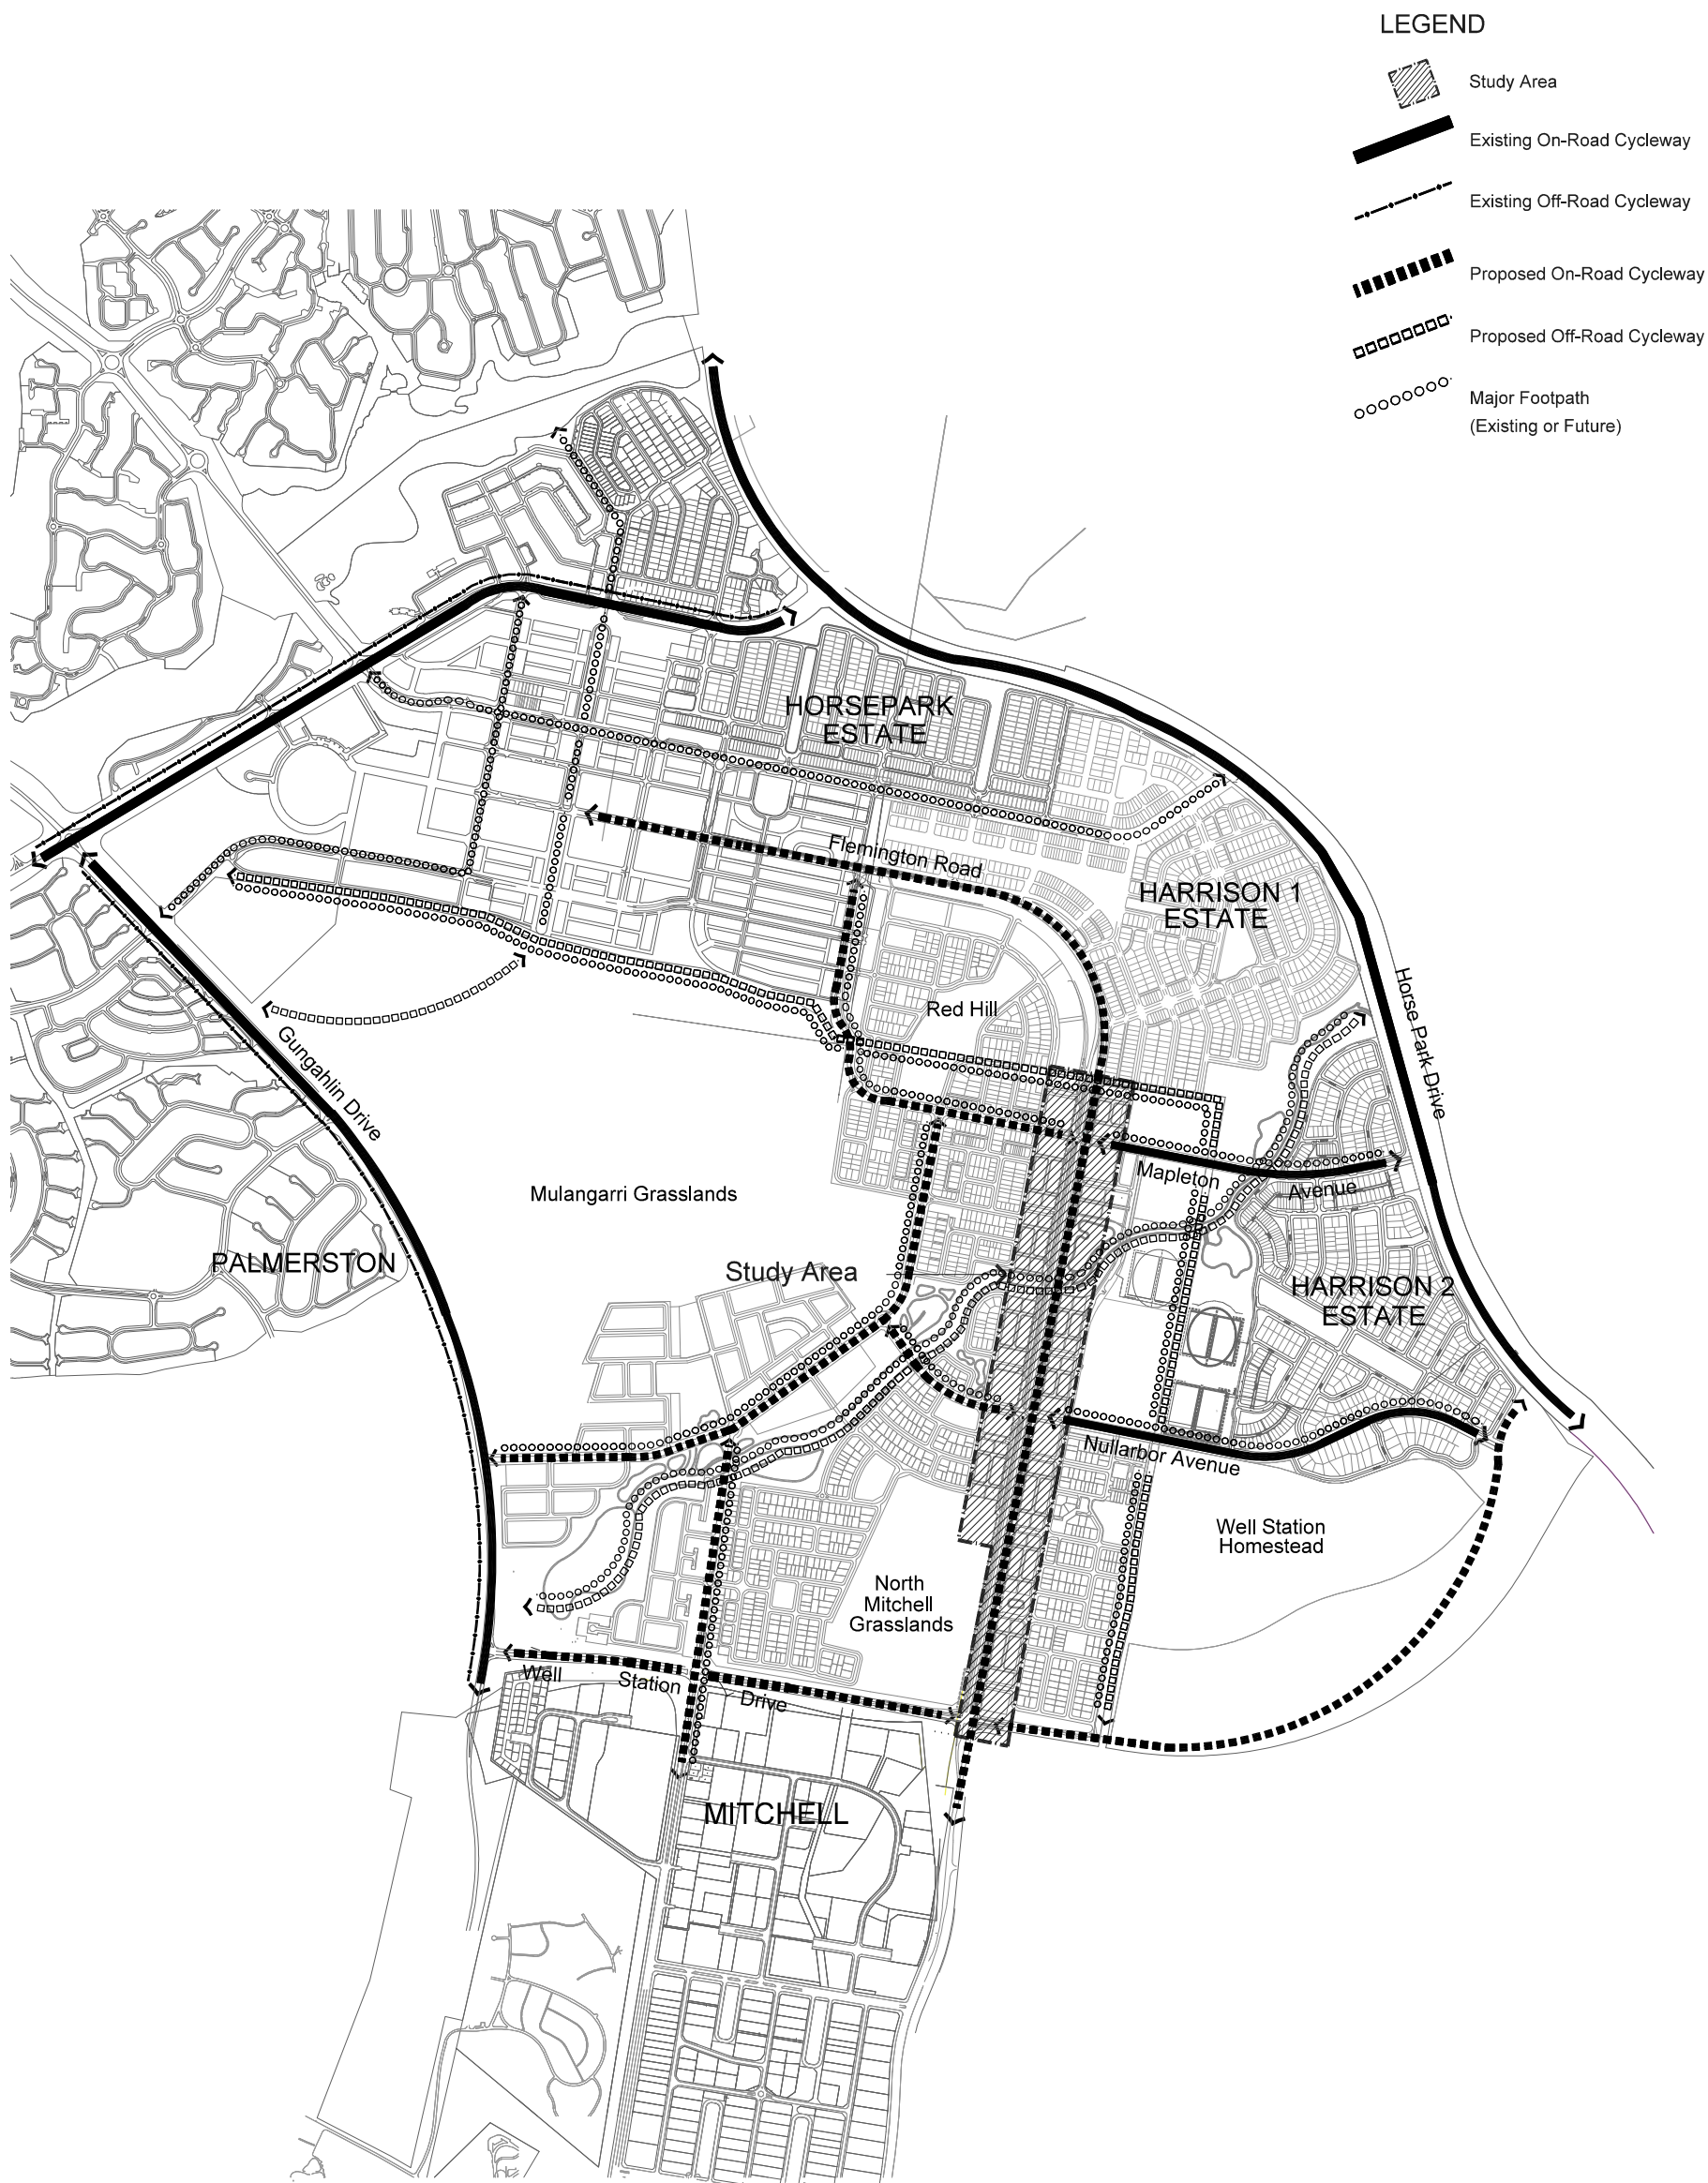 LEGEND
Study Area
Existing On-Road Cycleway
Existing Off-Road Cycleway
Proposed On-Road Cycleway
Proposed Off-Road Cycleway
Major Footpath
(Existing or Future)
HORSEPARK
ESTATE
Flemington Road
HARRISON 1
ESTATE
Red Hill
Horse Park Drive
Gungahlin Drive
Mapleton
Avenue
Mulangarri Grasslands
PALMERSTON
Study Area
HARRISON 2
ESTATE
Nullarbor Avenue
Well Station
Homestead
North
Mitchell
Grasslands
Well
Station
Drive
MITCHELL